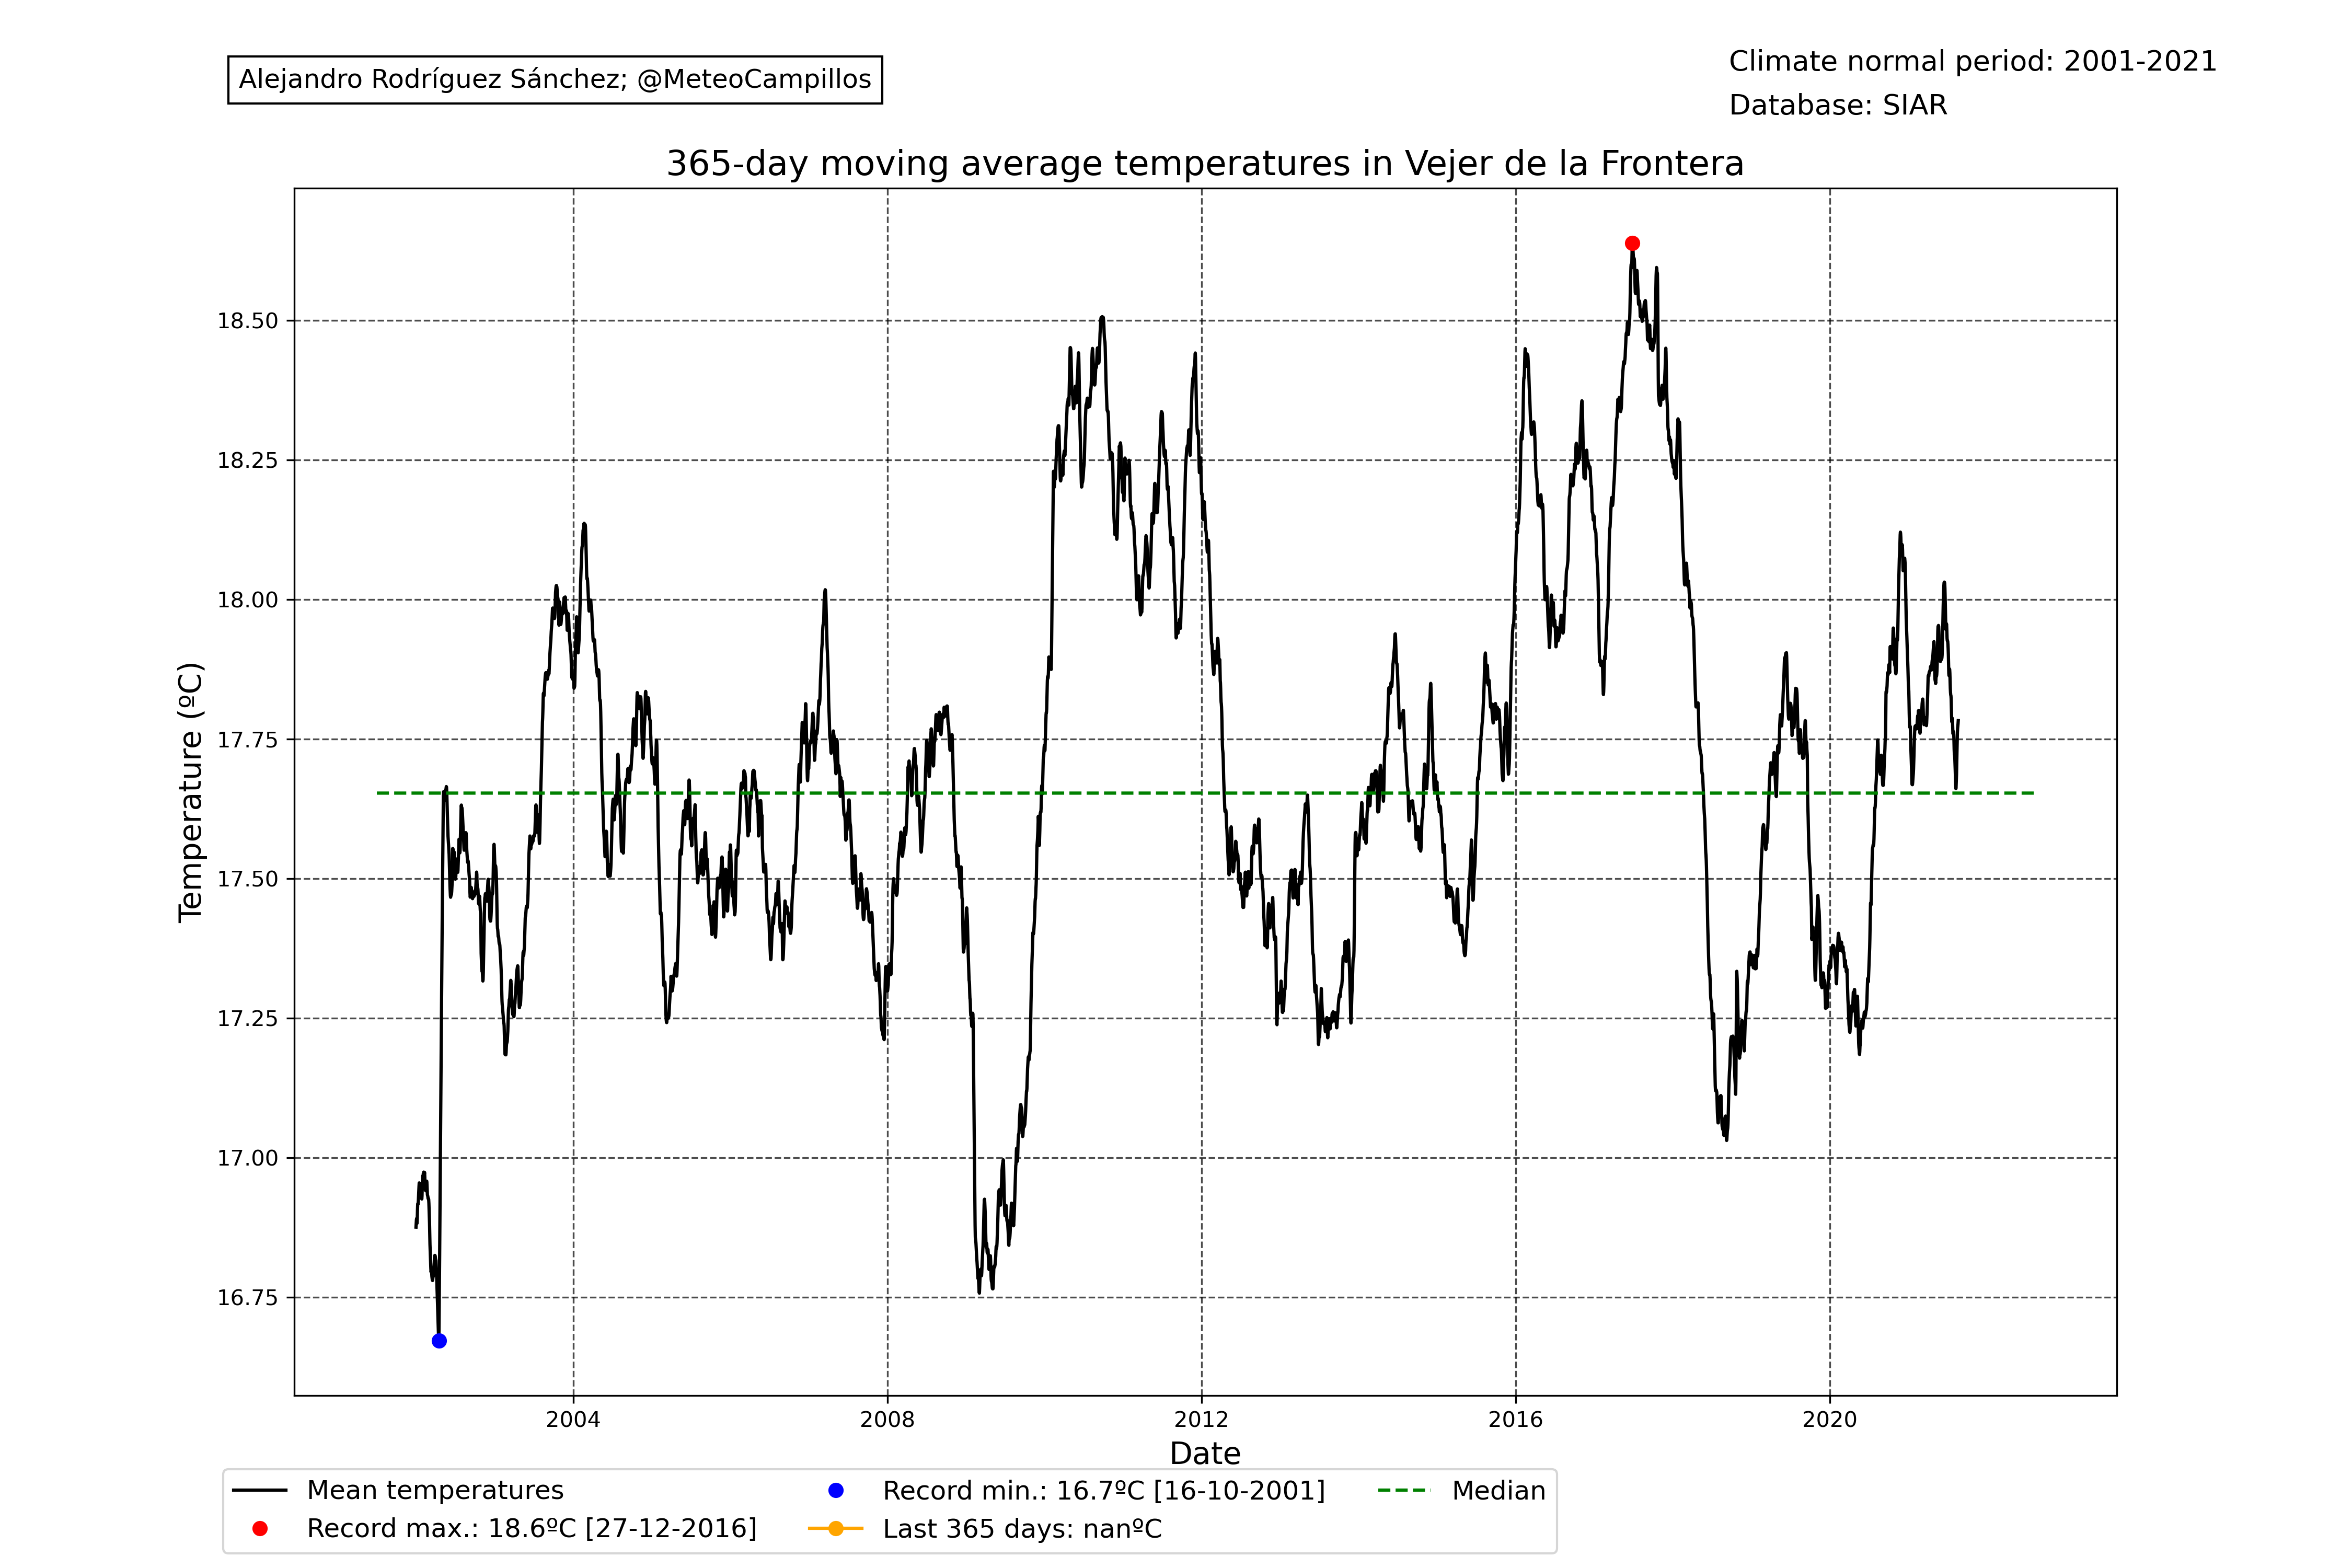 Alejandro Rodríguez Sánchez; @MeteoCampillos
Climate normal period: 2001-2021
Database: SIAR
365-day moving average temperatures in Vejer de la Frontera
Temperature (ºC)
18.50
18.25
18.00
17.75
17.50
17.25
17.00
16.75
2004 2008 2012 2016 2020
Date
Mean temperatures
Record max.: 18.6ºC [27-12-2016]
Record min.: 16.7ºC [16-10-2001]
Last 365 days: nanºC
Median